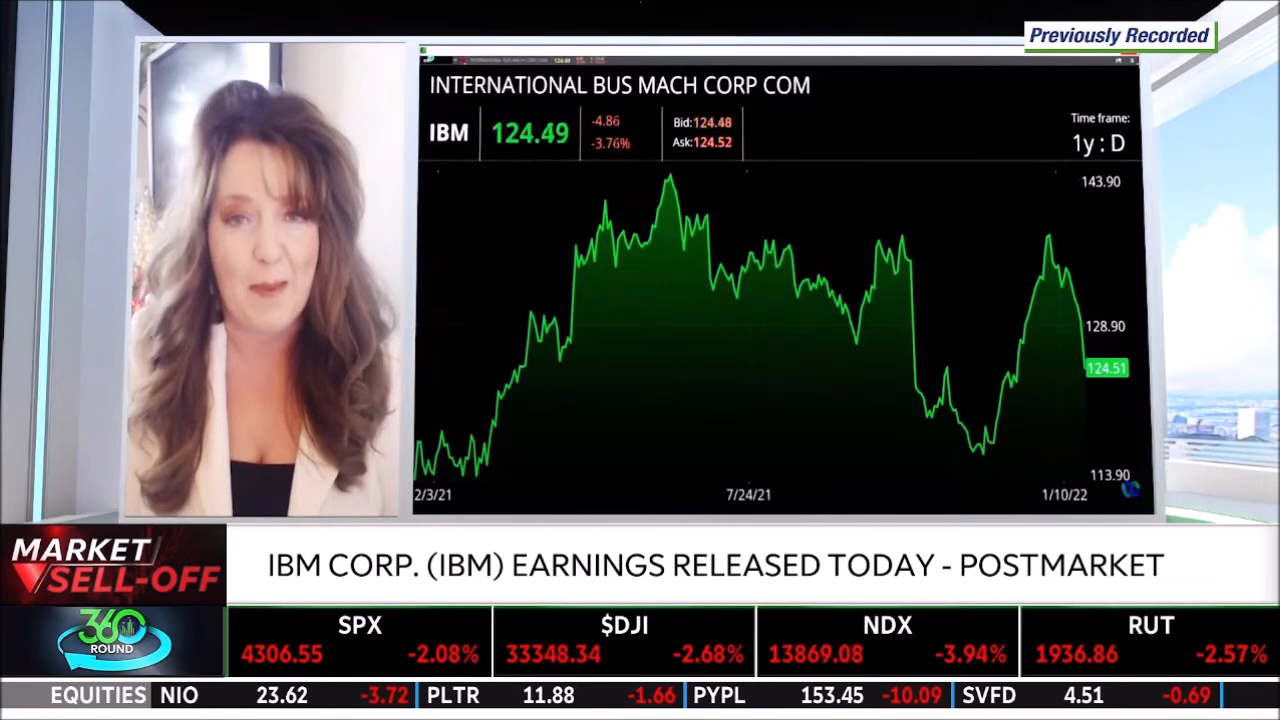 Previously Recorded
INTERNATIONAL BUS MACH CORP COM
IBM 124.49 -4.86 -3.76% Bid:124.48 Ask:124.52 Time frame: 1y : D
143.90
128.90
124.51
113.90
2/3/21 7/24/21 1/10/22
MARKET SELL-OFF
IBM CORP. (IBM) EARNINGS RELEASED TODAY - POSTMARKET
360 ROUND
SPX $DJI NDX RUT
4306.55 -2.08% 33348.34 -2.68% 13869.08 -3.94% 1936.86 -2.57%
EQUITIES NIO 23.62 -3.72 PLTR 11.88 -1.66 PYPL 153.45 -10.09 SVFD 4.51 -0.69